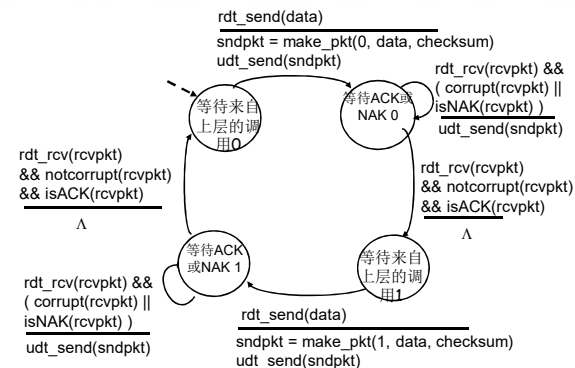 rdt_send(data)
sndpkt = make_pkt(0, data, checksum)
udt_send(sndpkt)
等待来自
上层的调
用0
等待ACK或
NAK 0
rdt_rcv(rcvpkt) &&
( corrupt(rcvpkt) ||
isNAK(rcvpkt) )
udt_send(sndpkt)
rdt_rcv(rcvpkt)
&& notcorrupt(rcvpkt)
&& isACK(rcvpkt)
Λ
rdt_rcv(rcvpkt)
&& notcorrupt(rcvpkt)
&& isACK(rcvpkt)
Λ
等待ACK
或NAK 1
等待来自
上层的调
用1
rdt_rcv(rcvpkt) &&
( corrupt(rcvpkt) ||
isNAK(rcvpkt) )
udt_send(sndpkt)
rdt_send(data)
sndpkt = make_pkt(1, data, checksum)
udt_send(sndpkt)